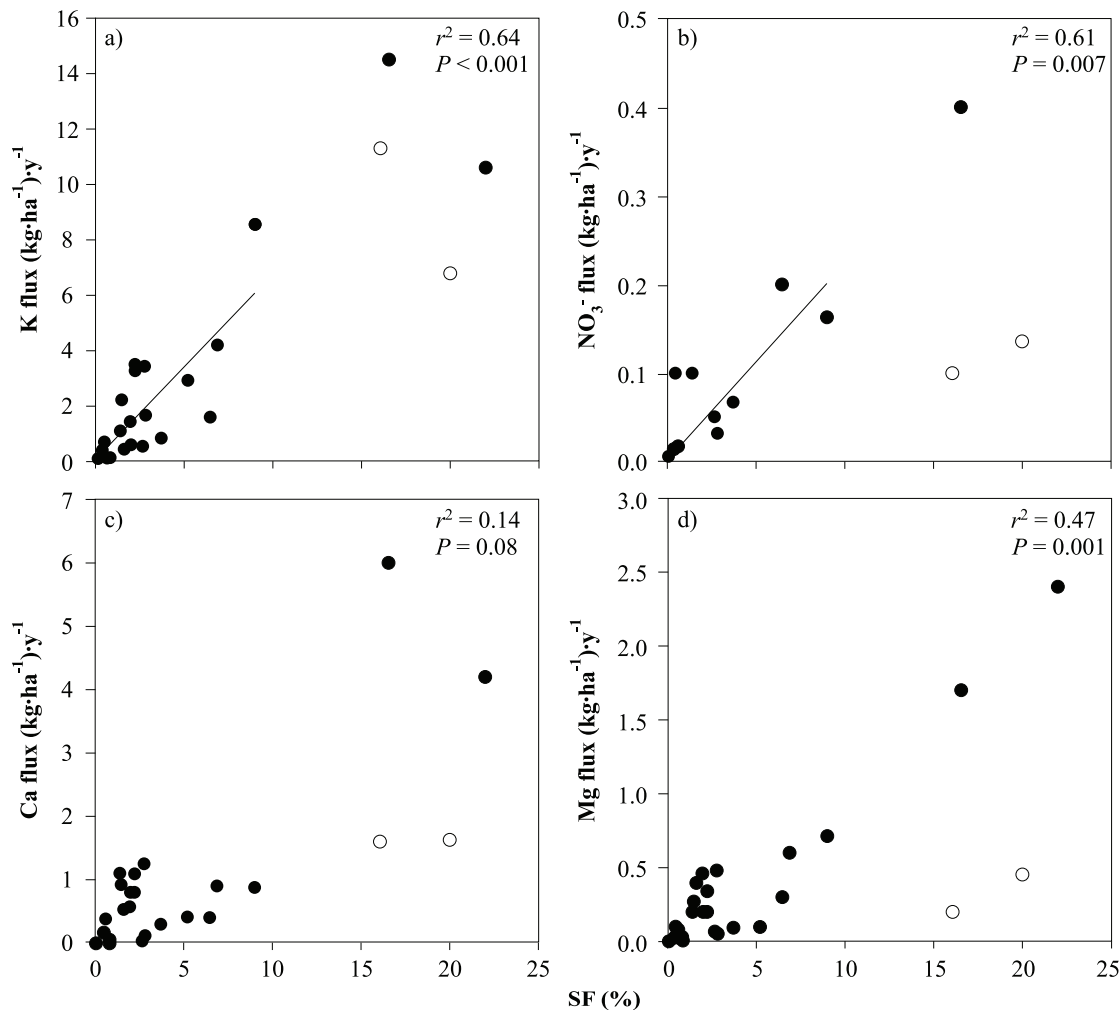 a)
r² = 0.64
P < 0.001
16
14
12
10
8
6
4
2
0
K flux (kg·ha⁻¹)·y⁻¹
b)
r² = 0.61
P = 0.007
0.5
0.4
0.3
0.2
0.1
0.0
NO₃⁻ flux (kg·ha⁻¹)·y⁻¹
c)
r² = 0.14
P = 0.08
7
6
5
4
3
2
1
0
Ca flux (kg·ha⁻¹)·y⁻¹
0 5 10 15 20 25
d)
r² = 0.47
P = 0.001
3.0
2.5
2.0
1.5
1.0
0.5
0.0
Mg flux (kg·ha⁻¹)·y⁻¹
0 5 10 15 20 25
SF (%)